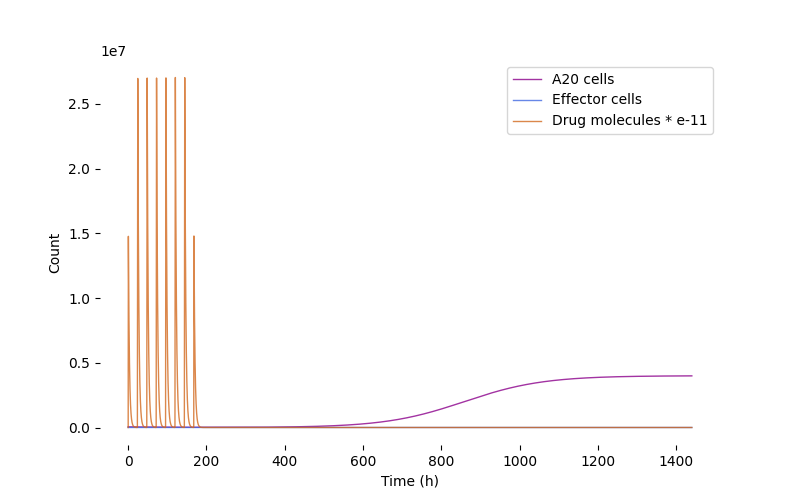 1e7
A20 cells
Effector cells
Drug molecules * e-11
2.5
2.0
1.5
1.0
0.5
0.0
Count
0 200 400 600 800 1000 1200 1400
Time (h)